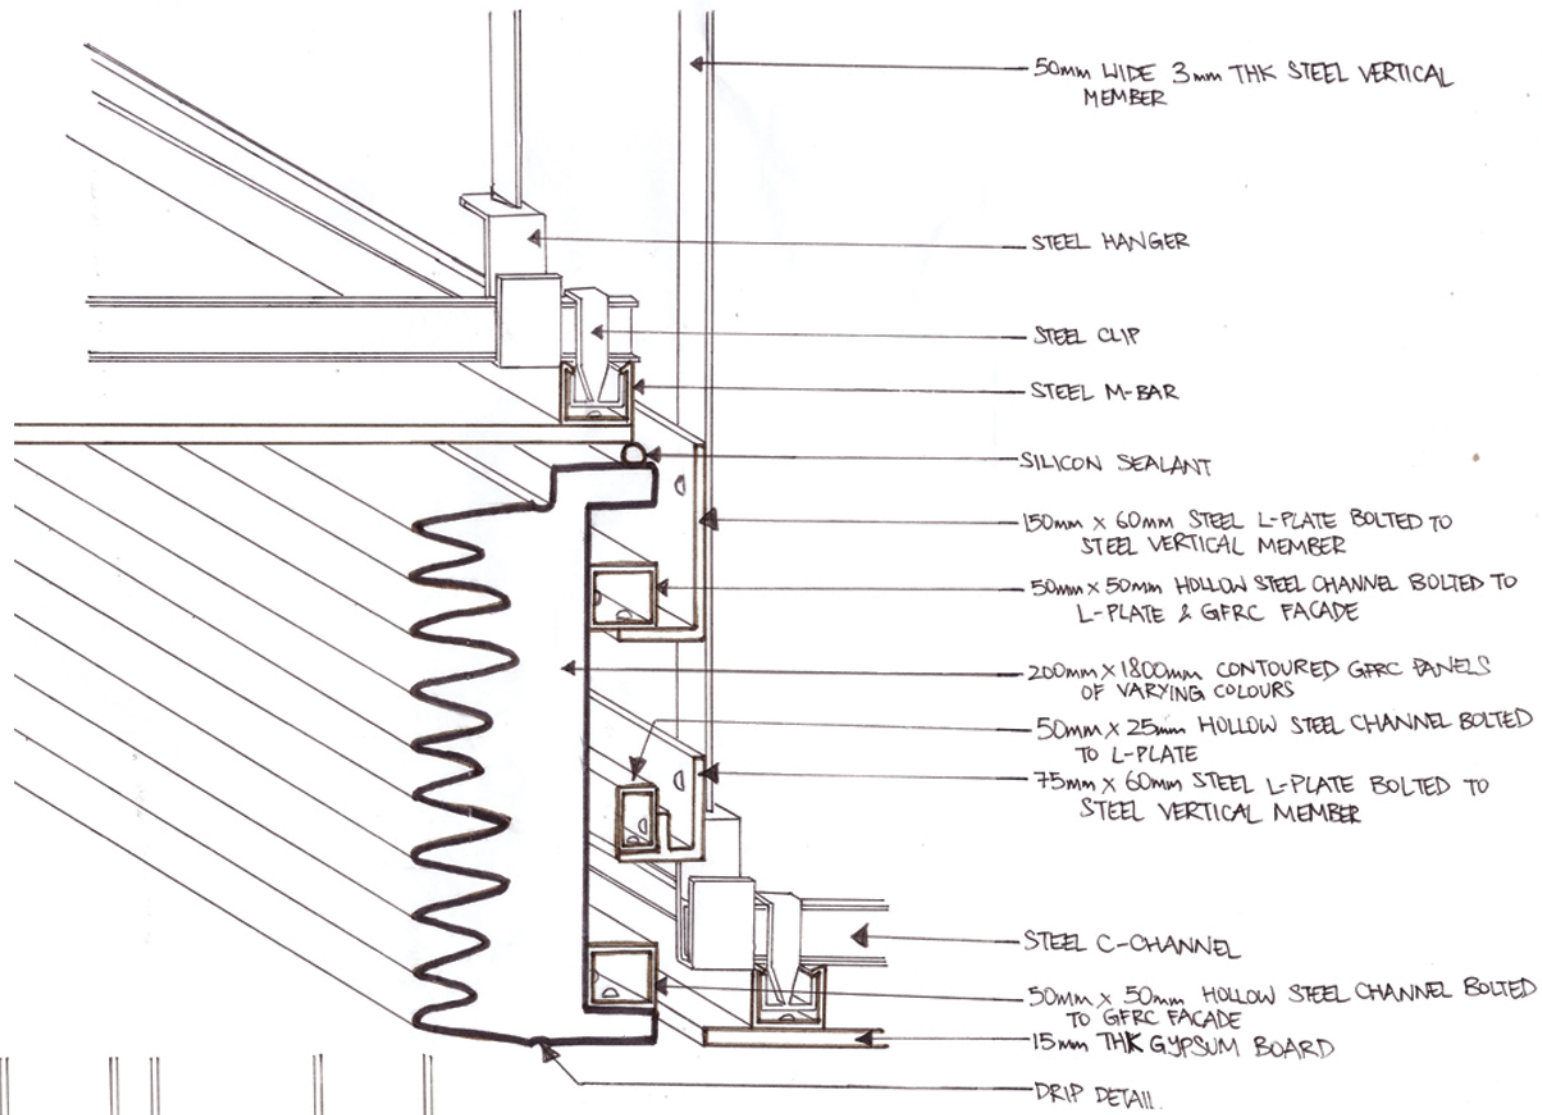 50mm WIDE 3mm THK STEEL VERTICAL
MEMBER
STEEL HANGER
STEEL CLIP
STEEL M-BAR
SILICON SEALANT
150mm x 60mm STEEL L-PLATE BOLTED TO
STEEL VERTICAL MEMBER
50mm x 50mm HOLLOW STEEL CHANNEL BOLTED TO
L-PLATE & GFRC FACADE
200mm x 1800mm CONTOURED GFRC PANELS
OF VARYING COLOURS
50mm x 25mm HOLLOW STEEL CHANNEL BOLTED
TO L-PLATE
75mm x 60mm STEEL L-PLATE BOLTED TO
STEEL VERTICAL MEMBER
STEEL C-CHANNEL
50mm x 50mm HOLLOW STEEL CHANNEL BOLTED
TO GFRC FACADE
15mm THK GYPSUM BOARD
DRIP DETAIL.